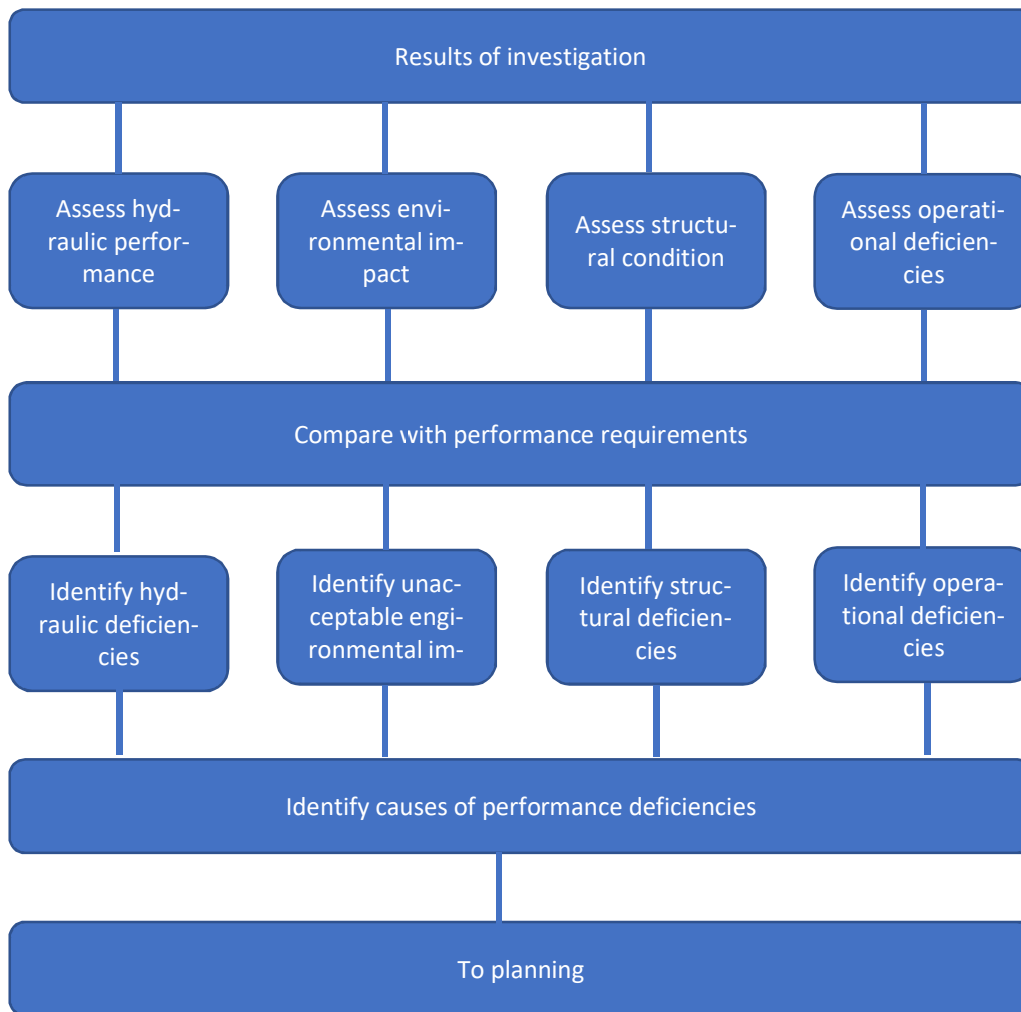 Results of investigation
Assess hyd-
raulic perfor-
mance
Assess envi-
ronmental im-
pact
Assess structu-
ral condition
Assess operati-
onal deficien-
cies
Compare with performance requirements
Identify hyd-
raulic deficien-
cies
Identify unac-
ceptable engi-
ronmental im-
Identify struc-
tural deficien-
cies
Identify opera-
tional deficien-
cies
Identify causes of performance deficiencies
To planning